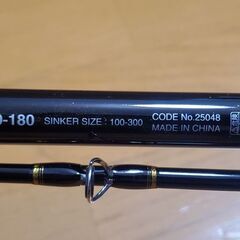 -180 SINKER SIZE : 100-300
CODE No.25048
MADE IN CHINA